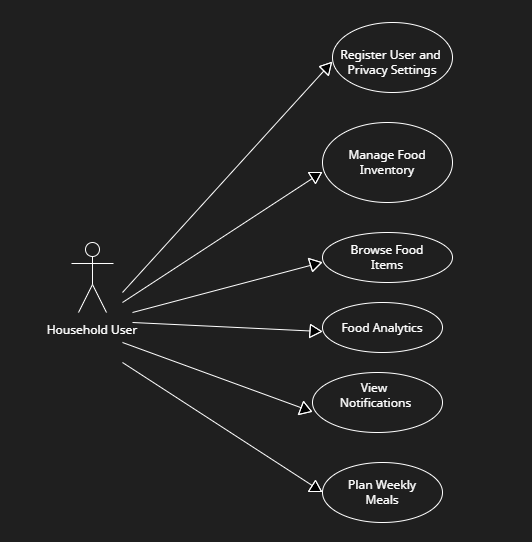 Register User and
Privacy Settings
Manage Food
Inventory
Browse Food
Items
Household User
Food Analytics
View
Notifications
Plan Weekly
Meals